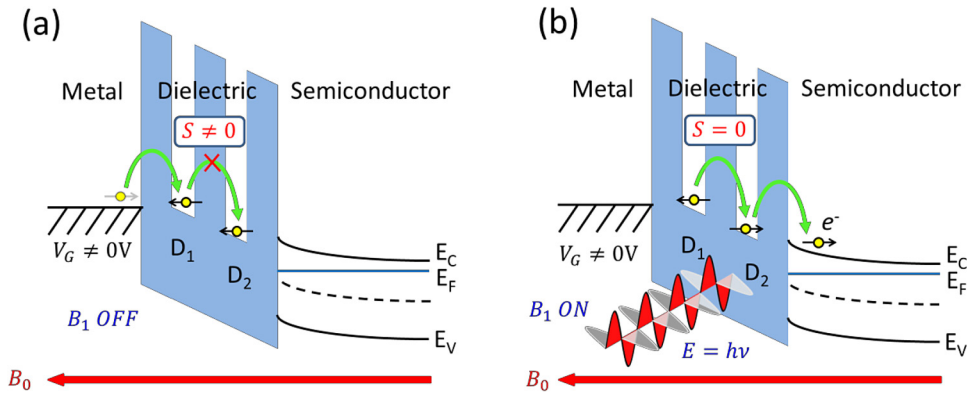 (a)
Metal Dielectric Semiconductor
S ≠ 0
V_G ≠ 0V
D₁
D₂
E_C
E_F
E_V
B₁ OFF
B₀
(b)
Metal Dielectric Semiconductor
S = 0
e⁻
V_G ≠ 0V
D₁
D₂
E_C
E_F
E_V
B₁ ON
E = hν
B₀